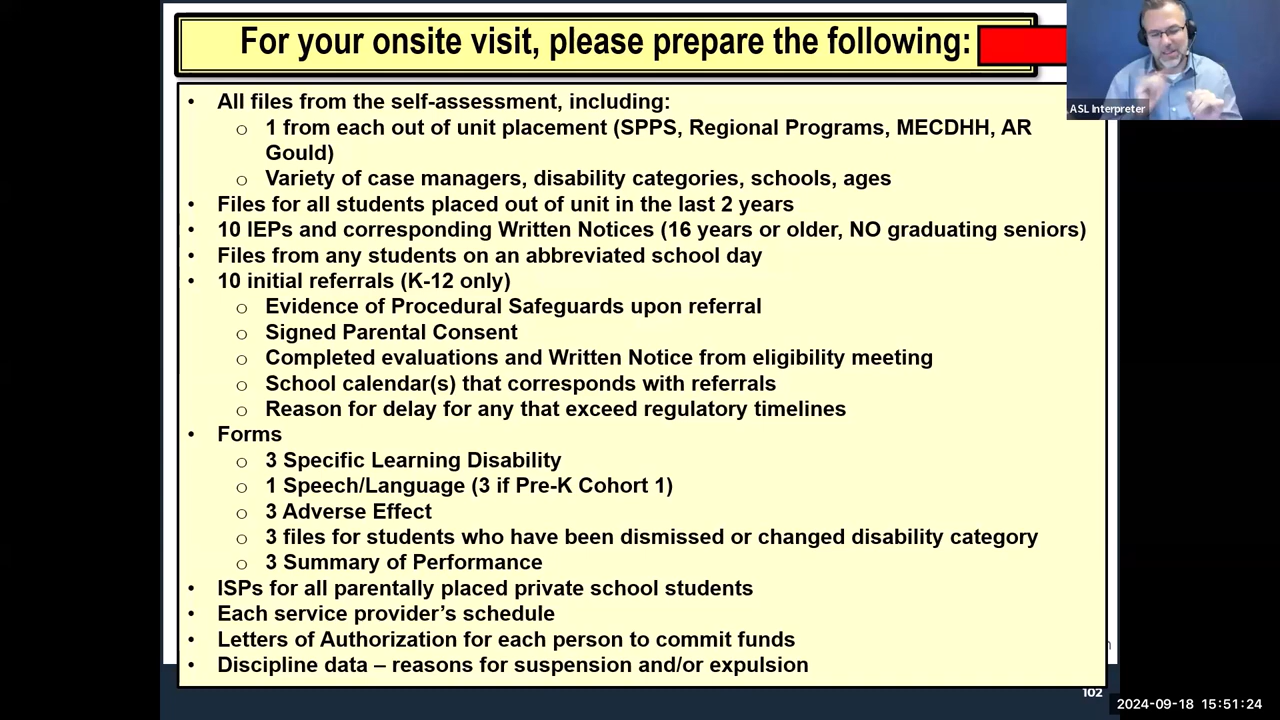 For your onsite visit, please prepare the following:
ASL Interpreter
• All files from the self-assessment, including:
o 1 from each out of unit placement (SPPS, Regional Programs, MECDHH, AR
Gould)
o Variety of case managers, disability categories, schools, ages
• Files for all students placed out of unit in the last 2 years
• 10 IEPs and corresponding Written Notices (16 years or older, NO graduating seniors)
• Files from any students on an abbreviated school day
• 10 initial referrals (K-12 only)
o Evidence of Procedural Safeguards upon referral
o Signed Parental Consent
o Completed evaluations and Written Notice from eligibility meeting
o School calendar(s) that corresponds with referrals
o Reason for delay for any that exceed regulatory timelines
• Forms
o 3 Specific Learning Disability
o 1 Speech/Language (3 if Pre-K Cohort 1)
o 3 Adverse Effect
o 3 files for students who have been dismissed or changed disability category
o 3 Summary of Performance
• ISPs for all parentally placed private school students
• Each service provider's schedule
• Letters of Authorization for each person to commit funds
• Discipline data – reasons for suspension and/or expulsion
102
2024-09-18 15:51:24